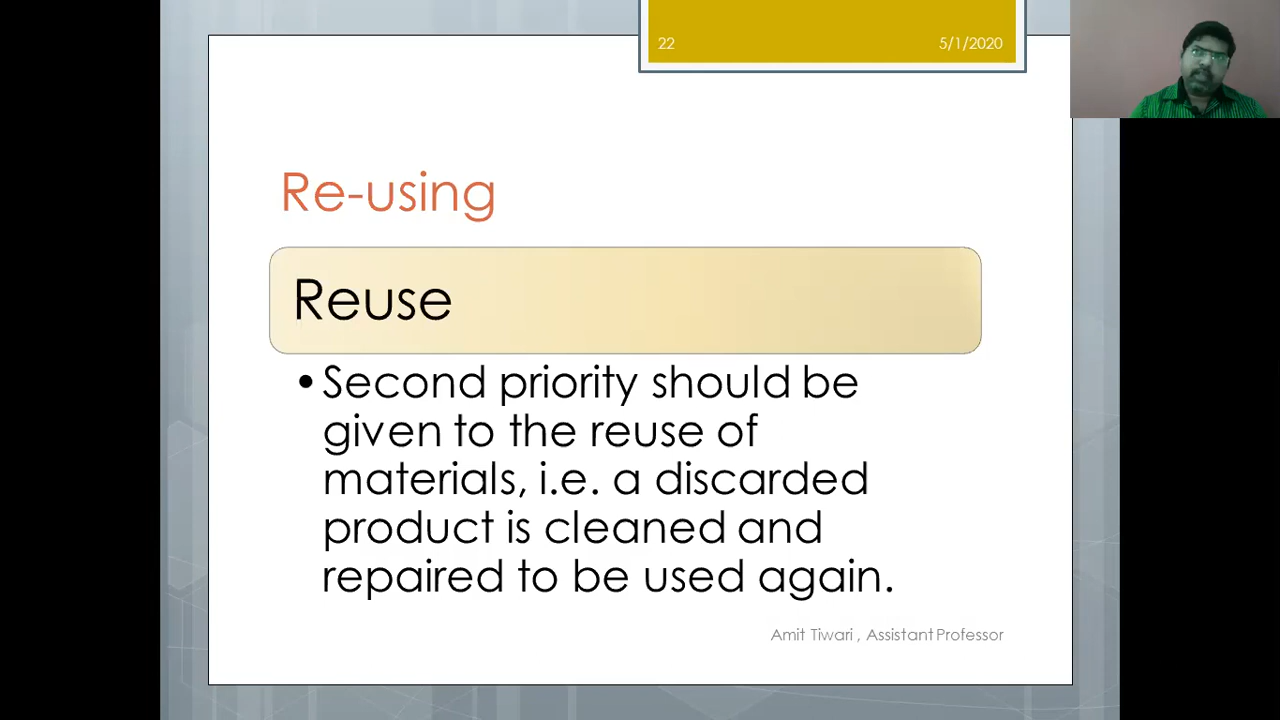 22 5/1/2020
Re-using
Reuse
•Second priority should be
given to the reuse of
materials, i.e. a discarded
product is cleaned and
repaired to be used again.
Amit Tiwari , Assistant Professor